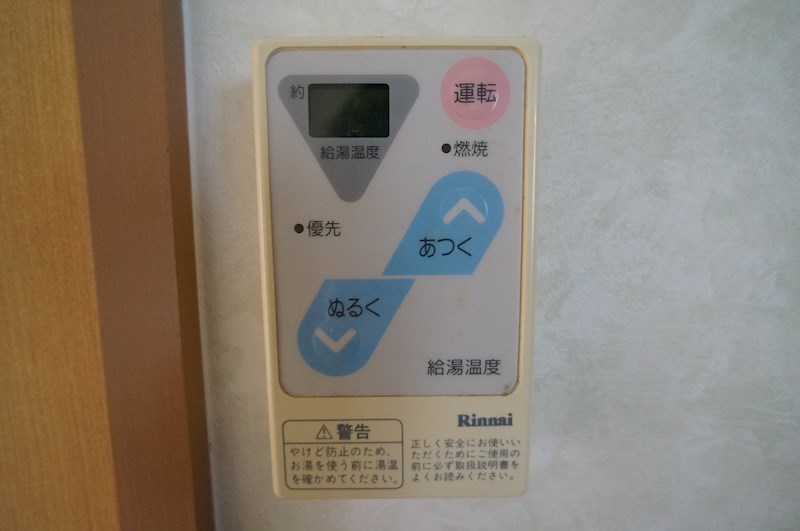 約
運転
給湯温度
燃焼
優先
あつく
ぬるく
給湯温度
Rinnai
警告
やけど防止のため、
お湯を使う前に湯温
を確かめてください。
正しく安全にお使いい
ただくためにご使用の
前に必ず取扱説明書を
よくお読みください。